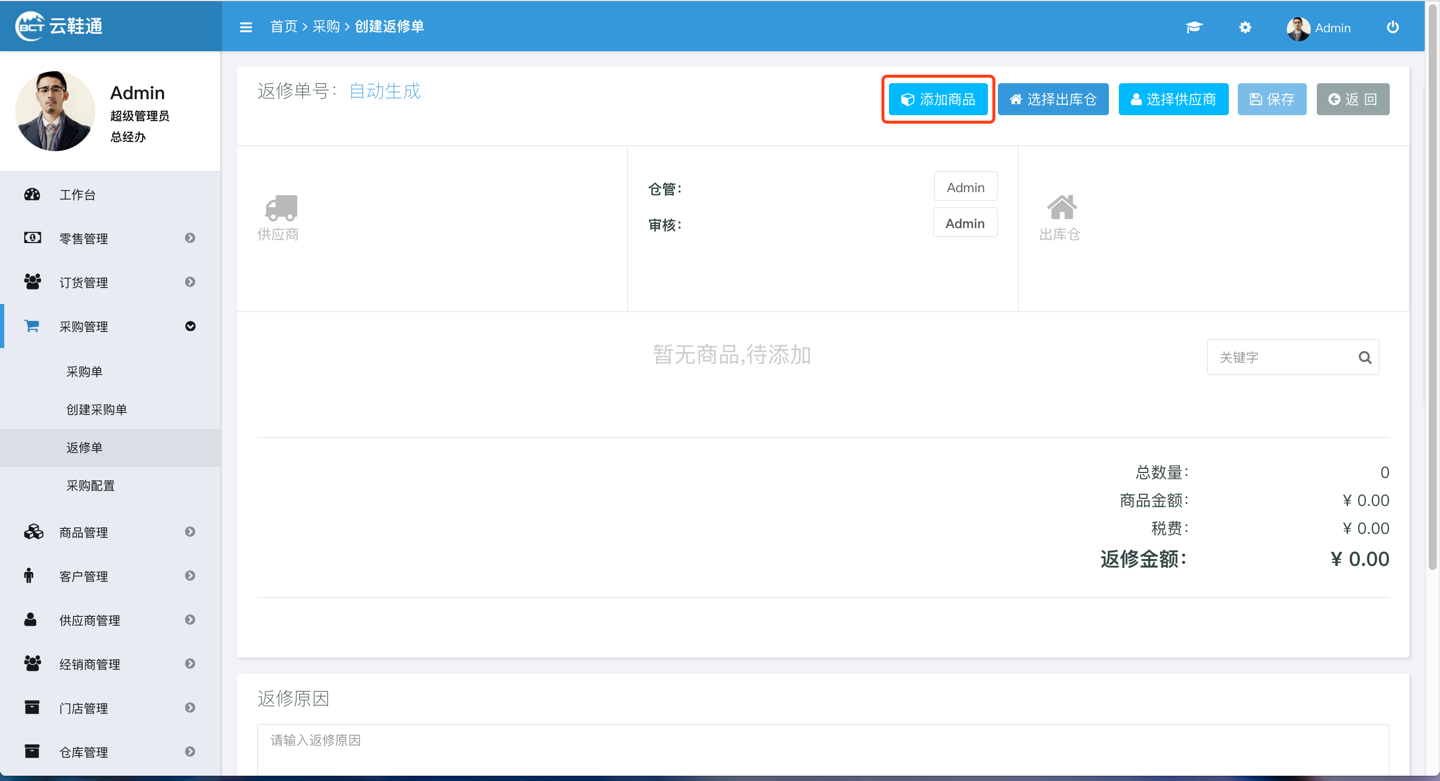 BCT 云鞋通
首页 > 采购 > 创建返修单
Admin
Admin
超级管理员
总经办
工作台
零售管理
订货管理
采购管理
采购单
创建采购单
返修单
采购配置
商品管理
客户管理
供应商管理
经销商管理
门店管理
仓库管理
返修单号： 自动生成
添加商品
选择出库仓
选择供应商
保存
返 回
供应商
仓管： Admin
审核： Admin
出库仓
暂无商品,待添加
关键字
总数量： 0
商品金额： ¥ 0.00
税费： ¥ 0.00
返修金额： ¥ 0.00
返修原因
请输入返修原因